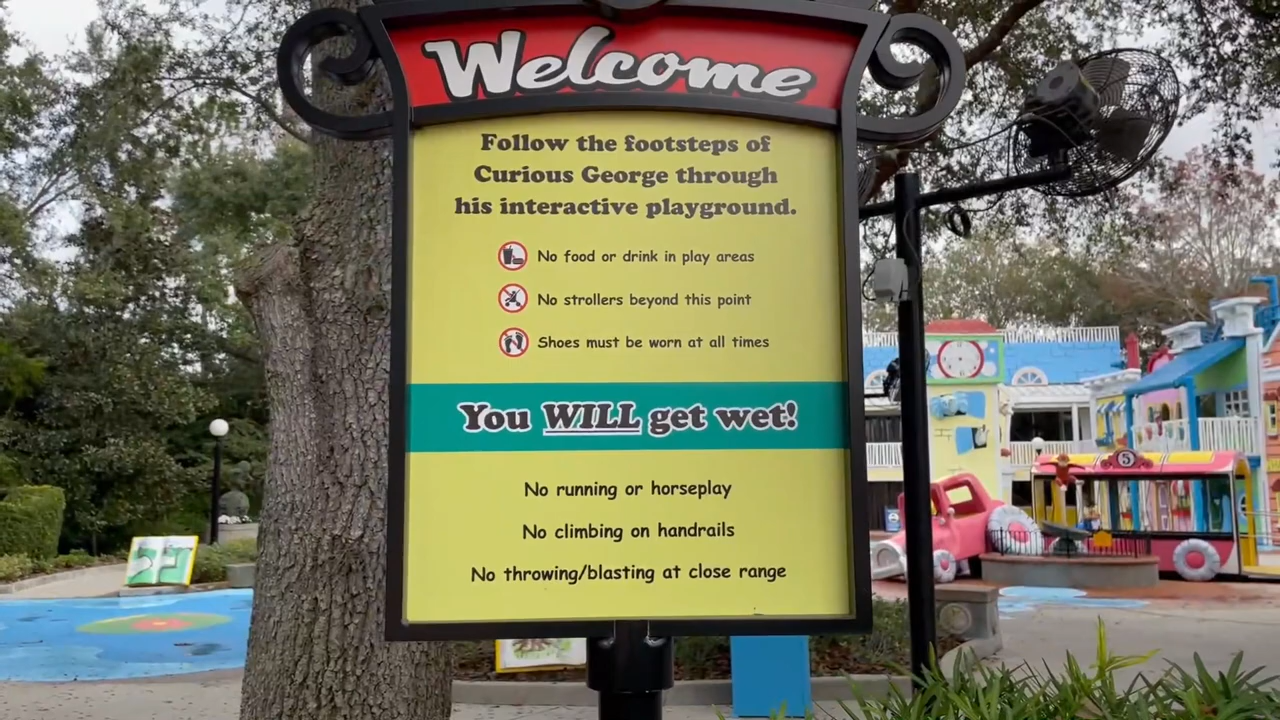 Welcome
Follow the footsteps of
Curious George through
his interactive playground.
No food or drink in play areas
No strollers beyond this point
Shoes must be worn at all times
You WILL get wet!
No running or horseplay
No climbing on handrails
No throwing/blasting at close range
5